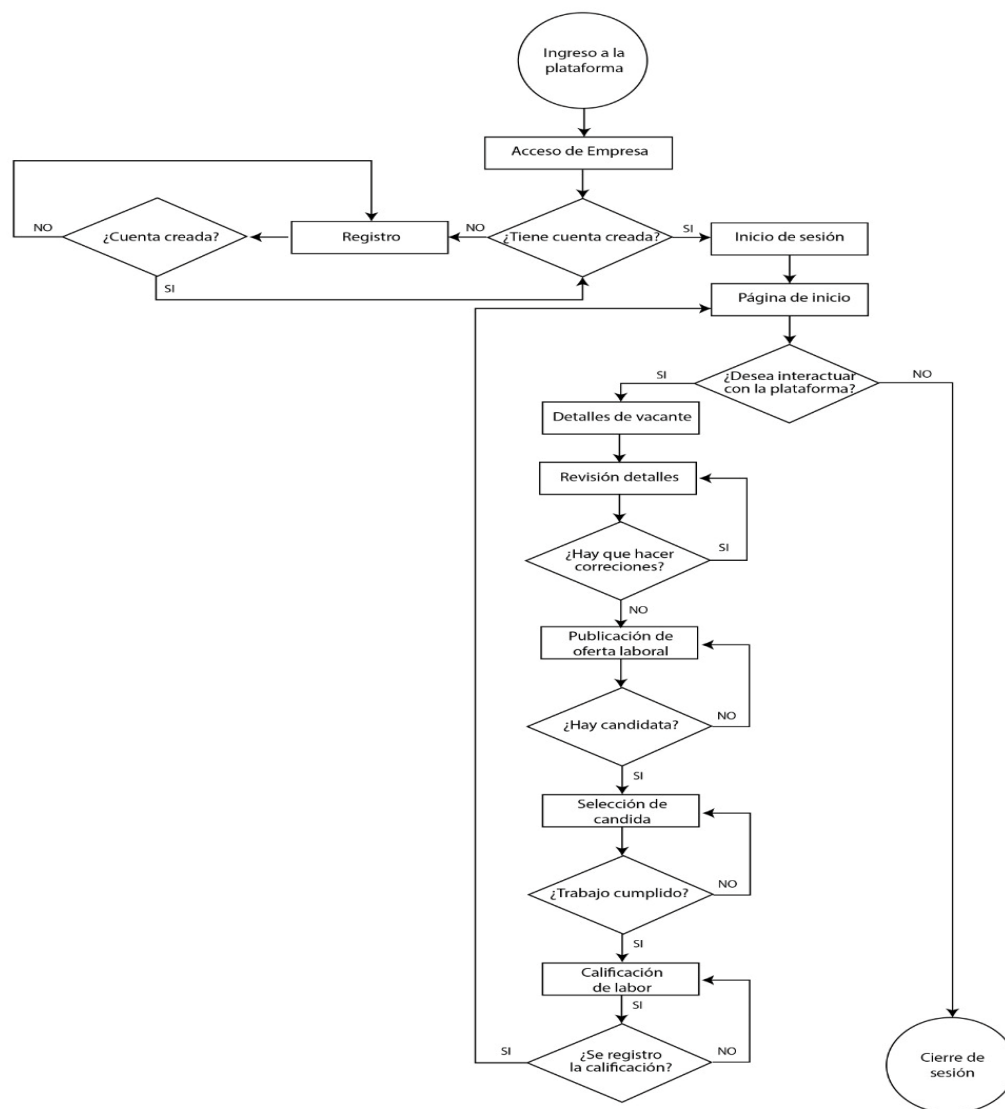 Ingreso a la
plataforma
Acceso de Empresa
NO
¿Cuenta creada?
Registro
NO
¿Tiene cuenta creada?
SI
Inicio de sesión
SI
Página de inicio
SI
¿Desea interactuar
con la plataforma?
NO
Detalles de vacante
Revisión detalles
¿Hay que hacer
correciones?
SI
NO
Publicación de
oferta laboral
¿Hay candidata?
NO
SI
Selección de
candida
¿Trabajo cumplido?
NO
SI
Calificación
de labor
SI
SI
¿Se registro
la calificación?
NO
Cierre de
sesión